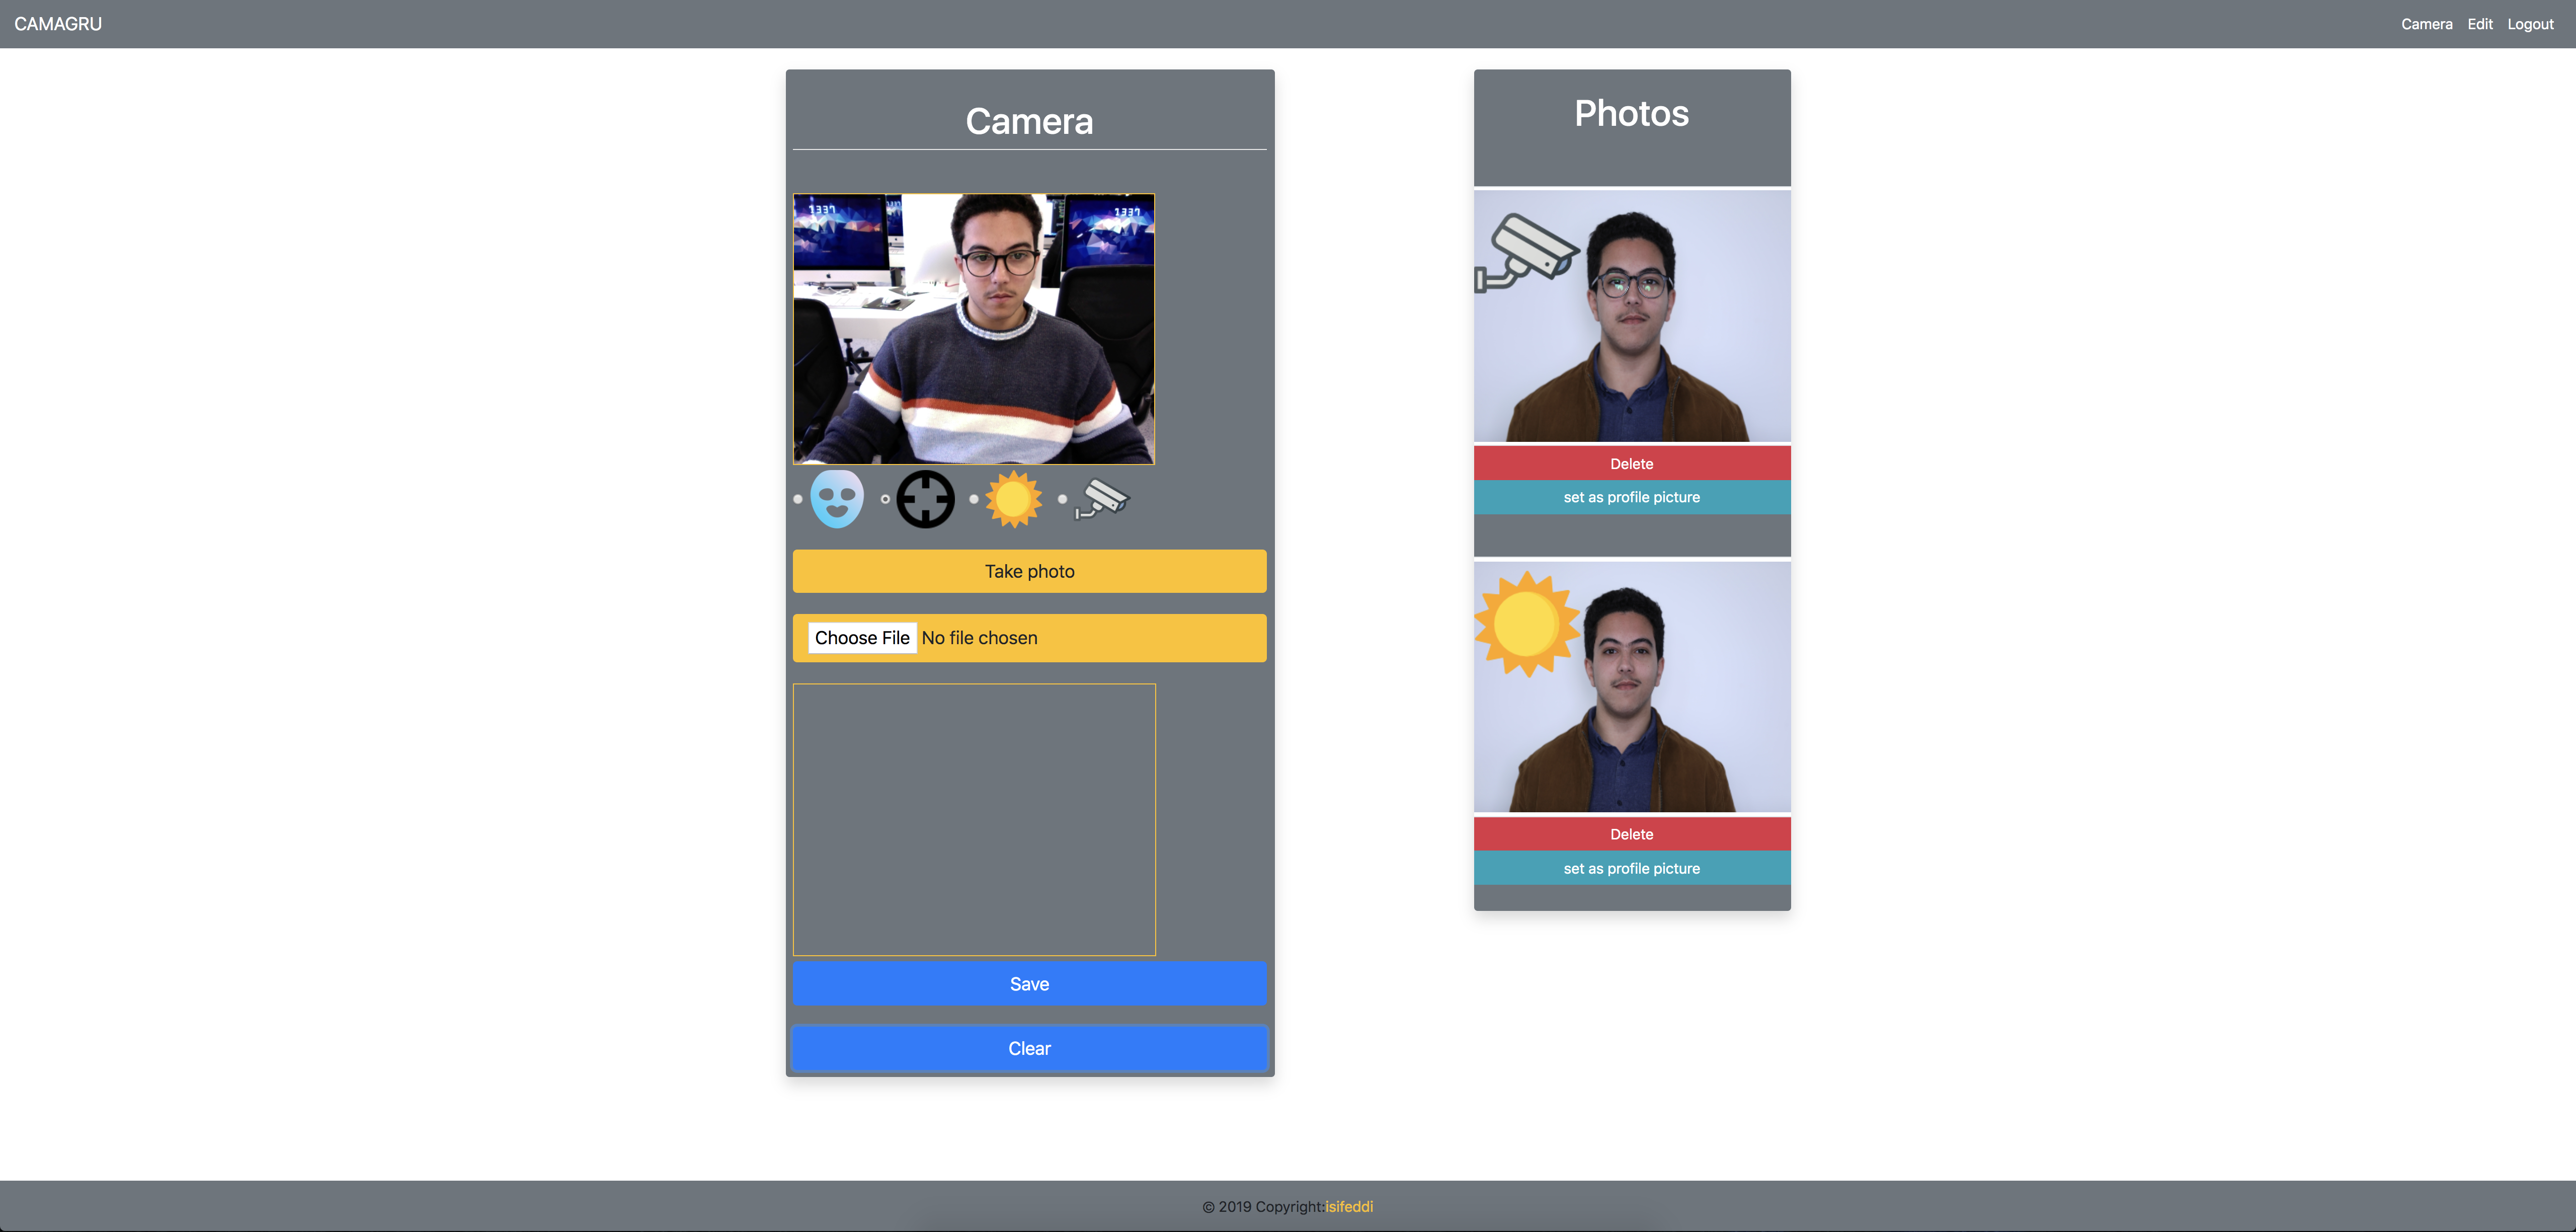 CAMAGRU
Camera Edit Logout
Camera
1337
1337
Take photo
Choose File No file chosen
Save
Clear
Photos
Delete
set as profile picture
Delete
set as profile picture
© 2019 Copyright:isifeddi